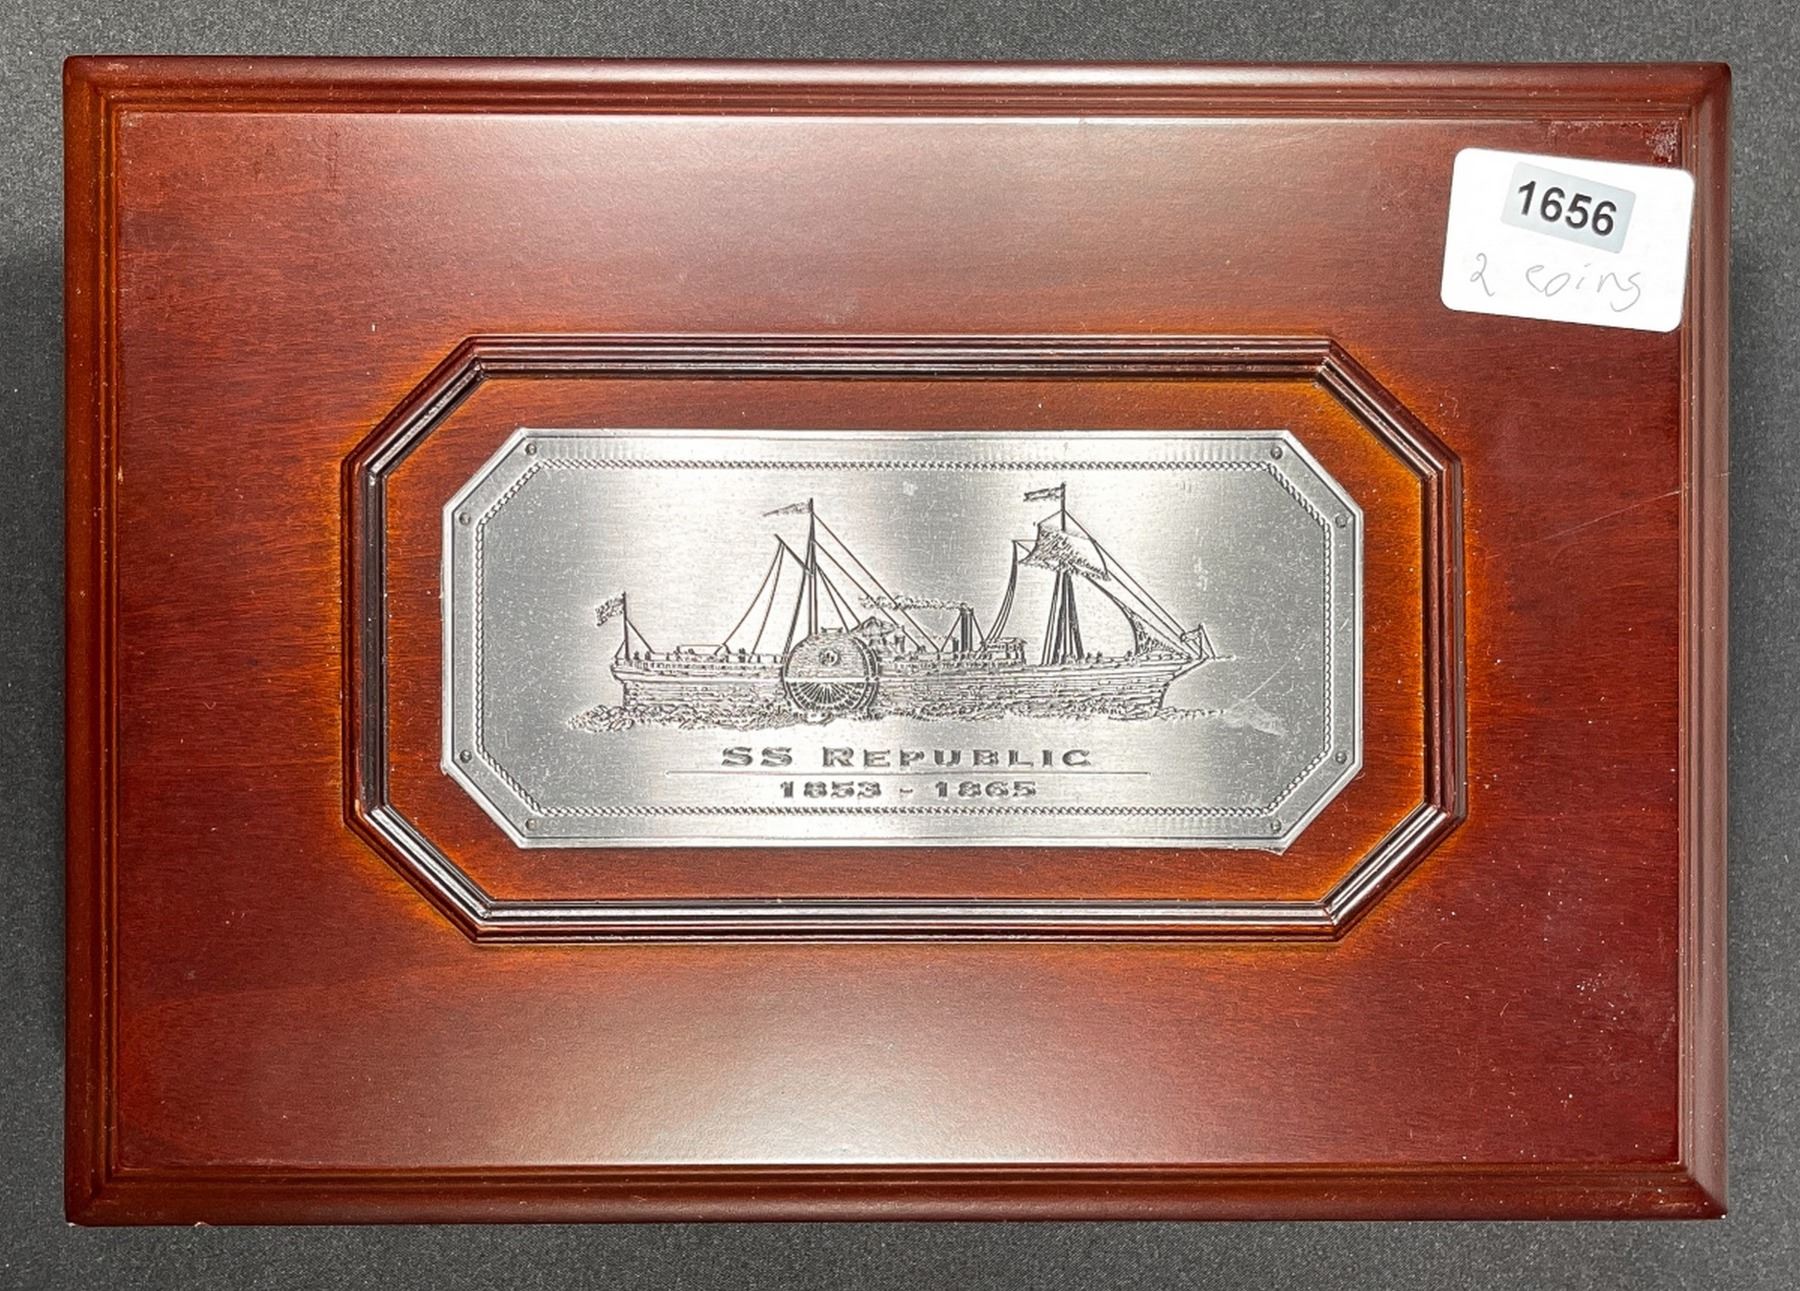 1656
2 coins
SS REPUBLIC
1853 - 1865